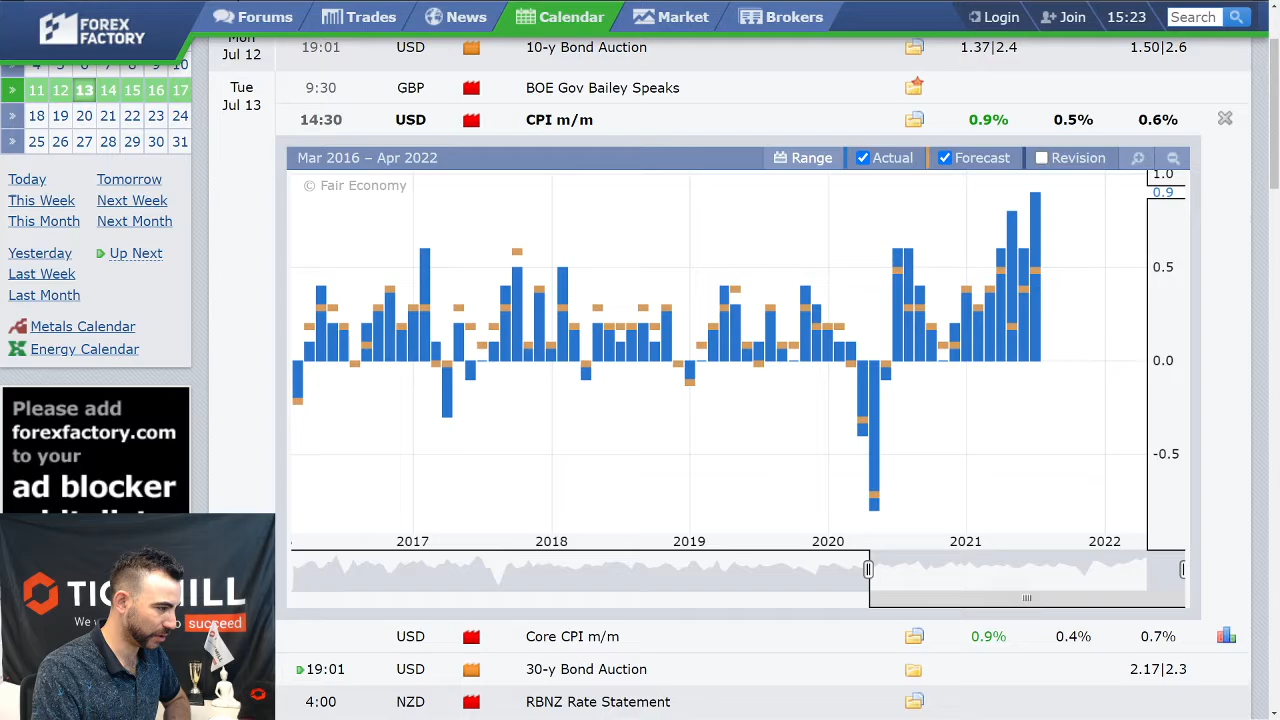 FOREX
FACTORY
Forums
Trades
News
Calendar
Market
Brokers
Login
Join
15:23
Search
Mon
Jul 12
19:01 USD 10-y Bond Auction 1.37|2.4 1.50|2.6
Tue
Jul 13
9:30 GBP BOE Gov Bailey Speaks
14:30 USD CPI m/m 0.9% 0.5% 0.6%
4 5 6 7 8 9 10
11 12 13 14 15 16 17
18 19 20 21 22 23 24
25 26 27 28 29 30 31
Today Tomorrow
This Week Next Week
This Month Next Month
Yesterday Up Next
Last Week
Last Month
Metals Calendar
Energy Calendar
Please add
forexfactory.com
to your
ad blocker
Mar 2016 – Apr 2022
Range
Actual
Forecast
Revision
© Fair Economy
1.0
0.9
0.5
0.0
-0.5
2017 2018 2019 2020 2021 2022
USD Core CPI m/m 0.9% 0.4% 0.7%
19:01 USD 30-y Bond Auction 2.17|2.3
4:00 NZD RBNZ Rate Statement
succeed